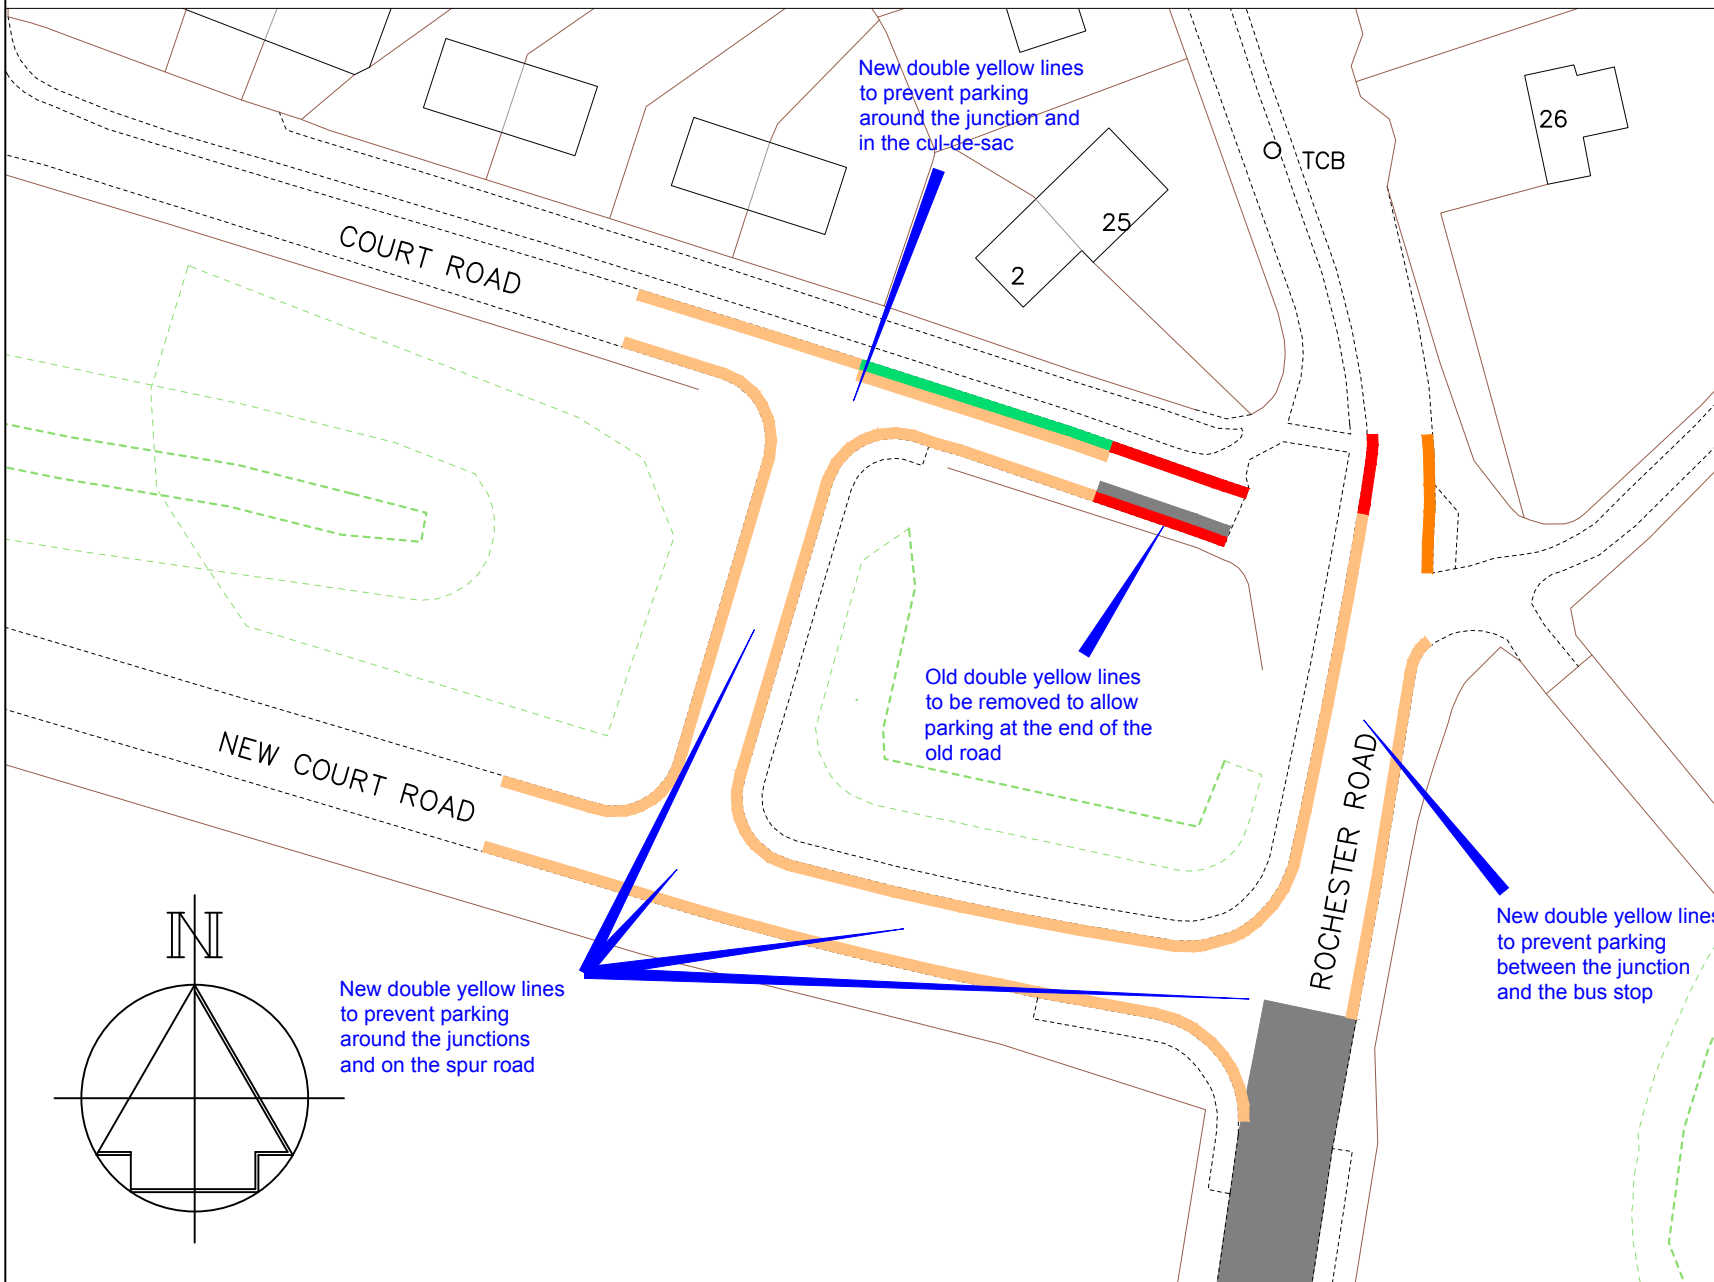 New double yellow lines
to prevent parking
around the junction and
in the cul-de-sac
26
TCB
25
2
COURT ROAD
Old double yellow lines
to be removed to allow
parking at the end of the
old road
NEW COURT ROAD
ROCHESTER ROAD
New double yellow lines
to prevent parking
between the junction
and the bus stop
N
New double yellow lines
to prevent parking
around the junctions
and on the spur road